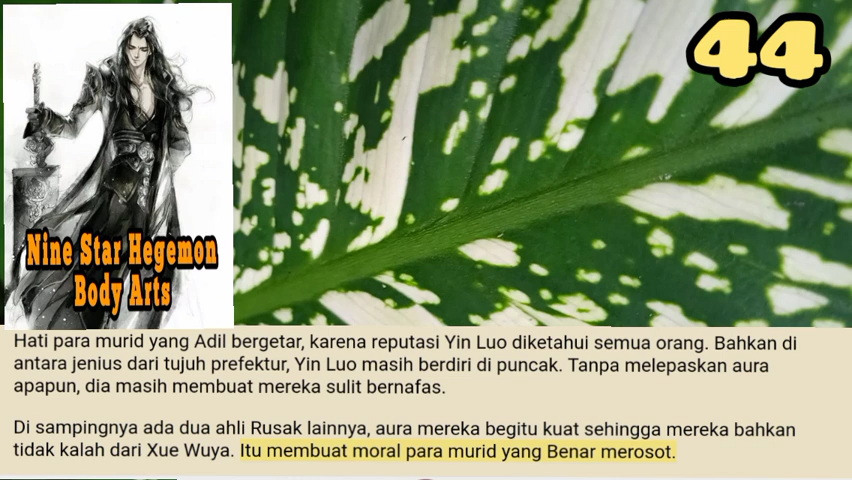 44
Nine Star Hegemon
Body Arts
Hati para murid yang Adil bergetar, karena reputasi Yin Luo diketahui semua orang. Bahkan di
antara jenius dari tujuh prefektur, Yin Luo masih berdiri di puncak. Tanpa melepaskan aura
apapun, dia masih membuat mereka sulit bernafas.
Di sampingnya ada dua ahli Rusak lainnya, aura mereka begitu kuat sehingga mereka bahkan
tidak kalah dari Xue Wuya. Itu membuat moral para murid yang Benar merosot.